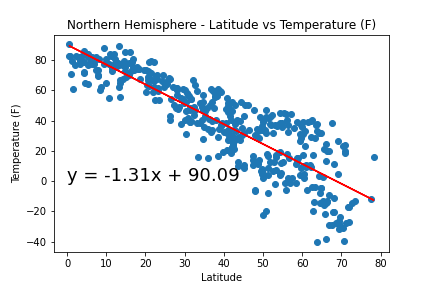 Northern Hemisphere - Latitude vs Temperature (F)
Temperature (F)
80
60
40
20
0
−20
−40
y = -1.31x + 90.09
0 10 20 30 40 50 60 70 80
Latitude